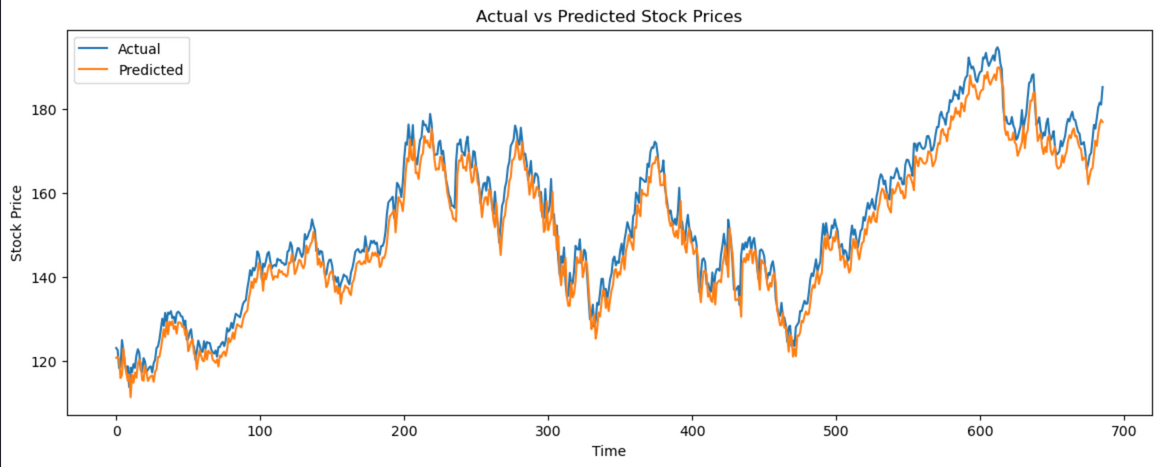 Actual vs Predicted Stock Prices
Actual
Predicted
180
160
140
120
Stock Price
0 100 200 300 400 500 600 700
Time